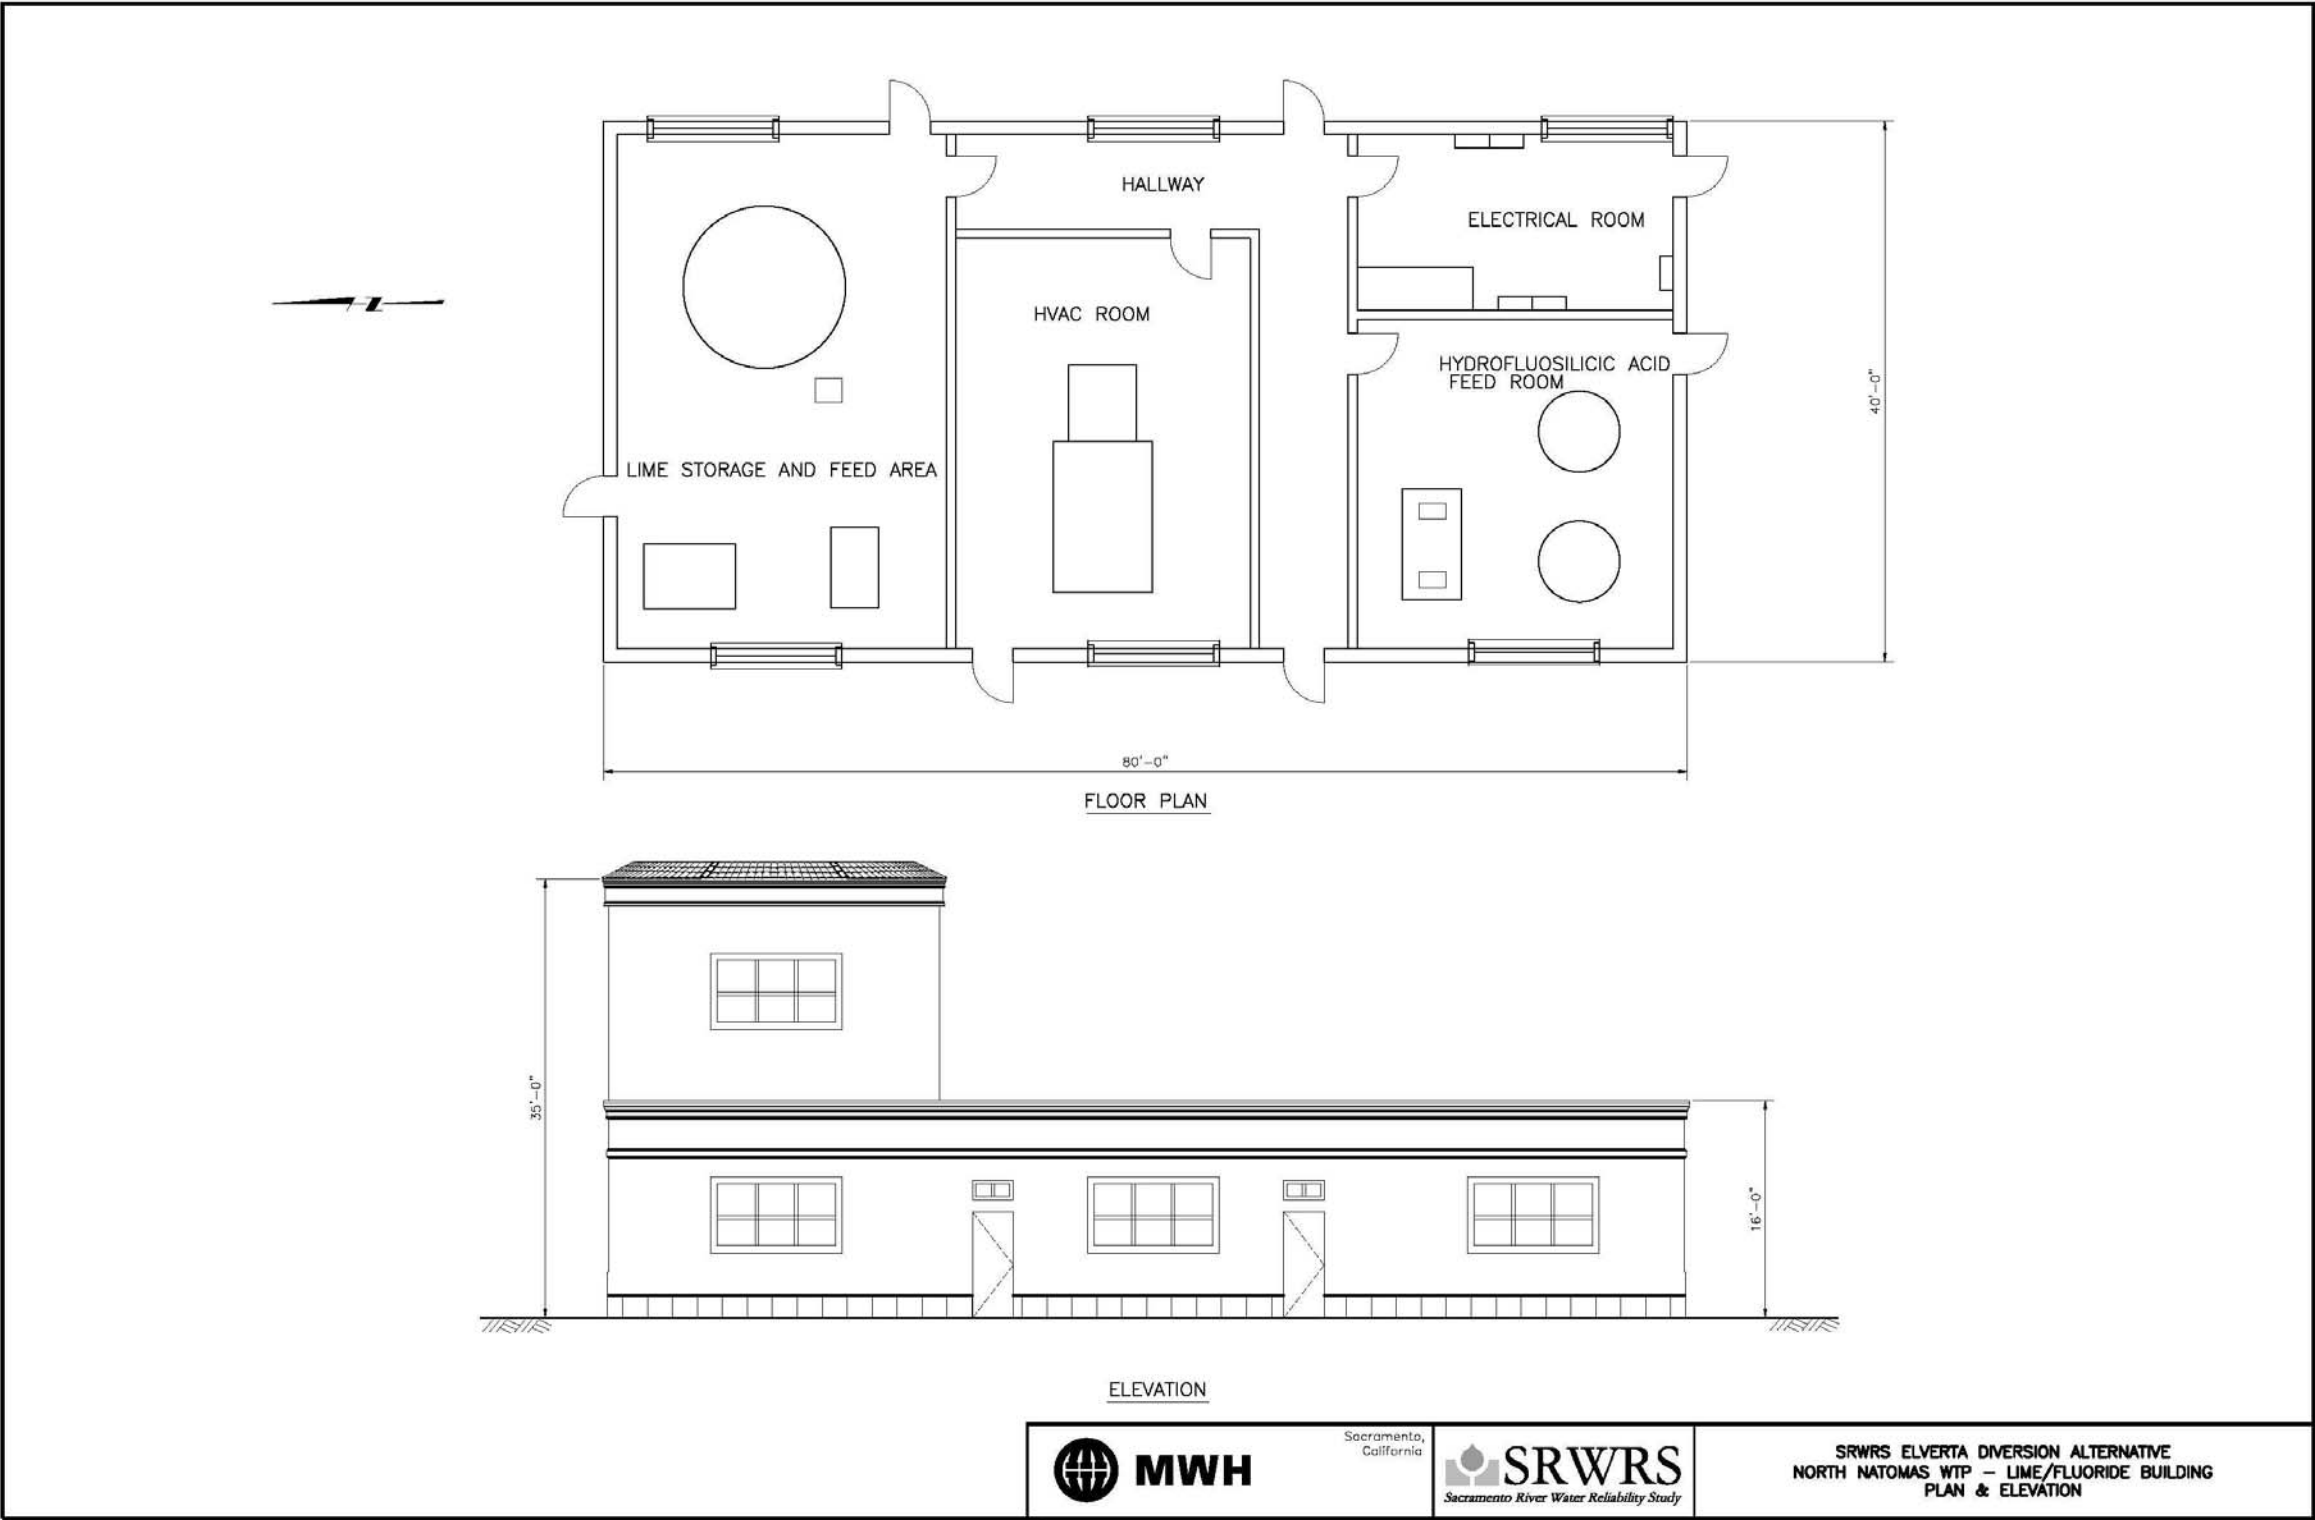 HALLWAY
ELECTRICAL ROOM
Z
HVAC ROOM
HYDROFLUOSILICIC ACID
FEED ROOM
40'-0"
LIME STORAGE AND FEED AREA
80'-0"
FLOOR PLAN
35'-0"
16'-0"
ELEVATION
MWH
Sacramento,
California
SRWRS
Sacramento River Water Reliability Study
SRWRS ELVERTA DIVERSION ALTERNATIVE
NORTH NATOMAS WTP - LIME/FLUORIDE BUILDING
PLAN & ELEVATION